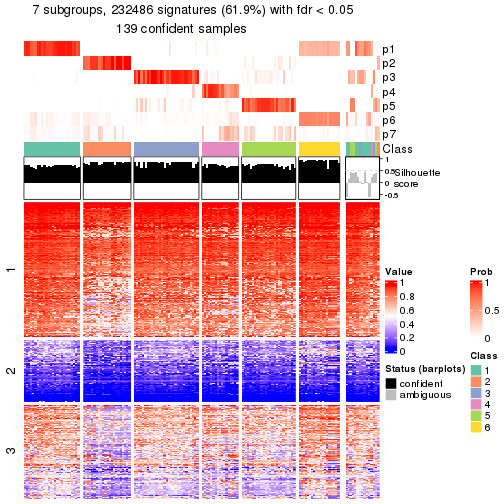 7 subgroups, 232486 signatures (61.9%) with fdr < 0.05
139 confident samples
p1
p2
p3
p4
p5
p6
p7
Class
1
0.5
0
-0.5
Silhouette
score
1
2
3
Value
1
0.8
0.6
0.4
0.2
0
Status (barplots)
confident
ambiguous
Prob
1
0.5
0
Class
1
2
3
4
5
6